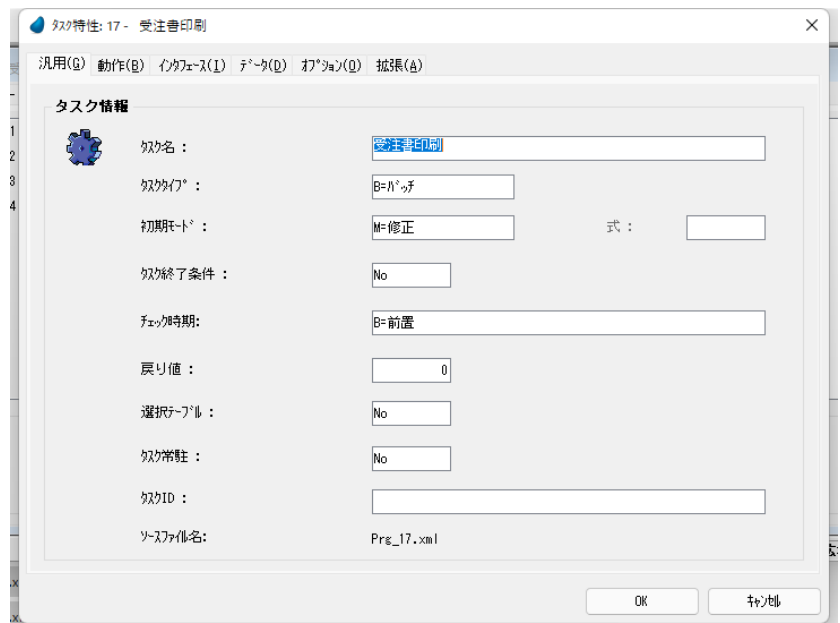 ﾀｽｸ特性: 17 - 受注書印刷
汎用(G) 動作(B) ｲﾝﾀﾌｪｰｽ(I) ﾃﾞｰﾀ(D) ｵﾌﾟｼｮﾝ(O) 拡張(A)
タスク情報
ﾀｽｸ名 : 受注書印刷
ﾀｽｸﾀｲﾌﾟ : B=ﾊﾞｯﾁ
初期ﾓｰﾄﾞ : M=修正 式 :
ﾀｽｸ終了条件 : No
ﾁｪｯｸ時期: B=前置
戻り値 : 0
選択ﾃｰﾌﾞﾙ : No
ﾀｽｸ常駐 : No
ﾀｽｸID :
ｿｰｽﾌｧｲﾙ名: Prg_17.xml
OK ｷｬﾝｾﾙ
1
2
3
4